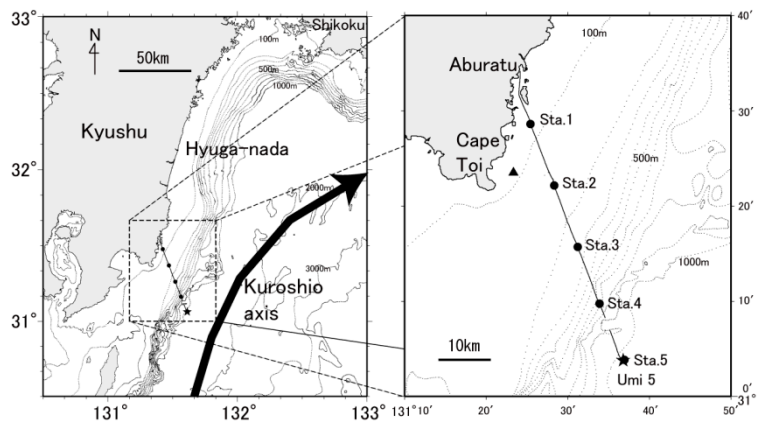 33°
Shikoku
100m
50km
500m
1000m
Kyushu
Hyuga-nada
32°
2000m
3000m
Kuroshio
axis
31°
131°
132°
133°
40'
100m
Aburatu
30'
Sta.1
Cape
Toi
500m
Sta.2
20'
Sta.3
1000m
Sta.4
10'
10km
Sta.5
Umi 5
0'
31°
131° 10'
20'
30'
40'
50'